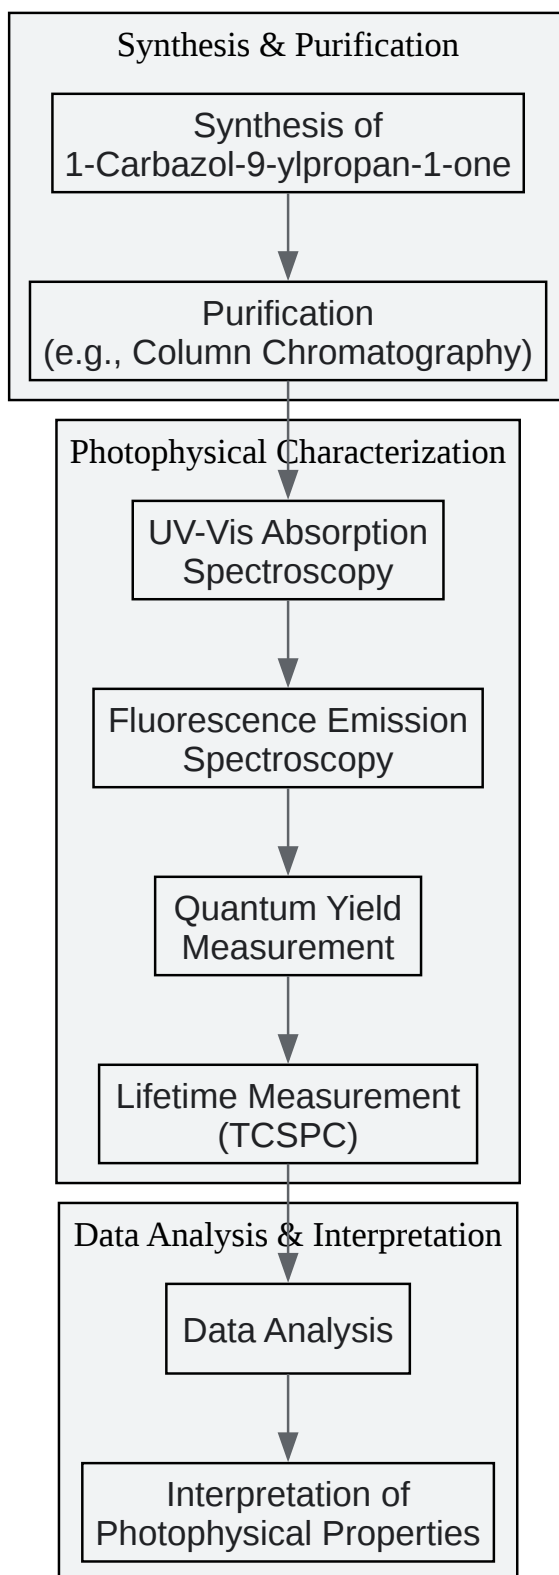 Synthesis & Purification
Synthesis of
1-Carbazol-9-ylpropan-1-one
Purification
(e.g., Column Chromatography)
Photophysical Characterization
UV-Vis Absorption
Spectroscopy
Fluorescence Emission
Spectroscopy
Quantum Yield
Measurement
Lifetime Measurement
(TCSPC)
Data Analysis & Interpretation
Data Analysis
Interpretation of
Photophysical Properties